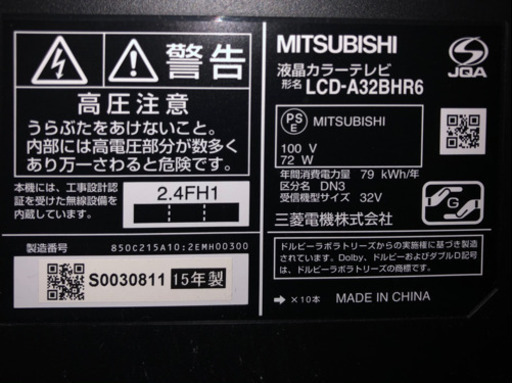 警告
高圧注意
うらぶたをあけないこと。
内部には高電圧部分が数多く
あり万一さわると危険です。
本機には、工事設計認
証を受けた無線設備を
内蔵しています。
2.4FH1
製造番号
850C215A10:2EMH00300
S0030811 15年製
MITSUBISHI
液晶カラーテレビ
形名 LCD-A32BHR6
JQA
PS
E
MITSUBISHI
100 V
72 W
年間消費電力量 79 kWh/年
区分名 DN3
受信機型サイズ 32V
三菱電機株式会社
G
ドルビーラボラトリーズからの実施権に基づき製造
されています。Dolby、ドルビーおよびダブルD記号
は、ドルビーラボラトリーズの商標です。
→ ×10本 MADE IN CHINA